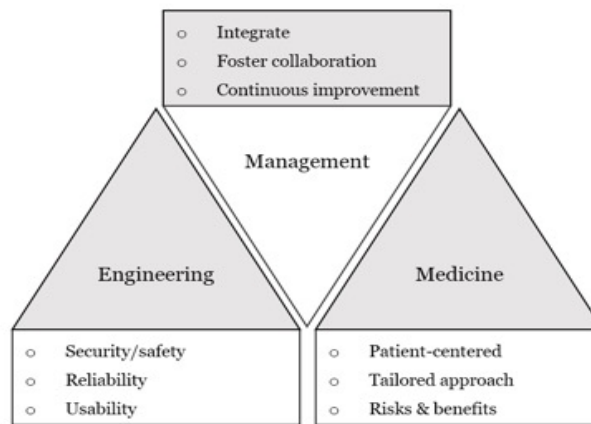 o Integrate
o Foster collaboration
o Continuous improvement
Management
Engineering
Medicine
o Security/safety
o Reliability
o Usability
o Patient-centered
o Tailored approach
o Risks & benefits